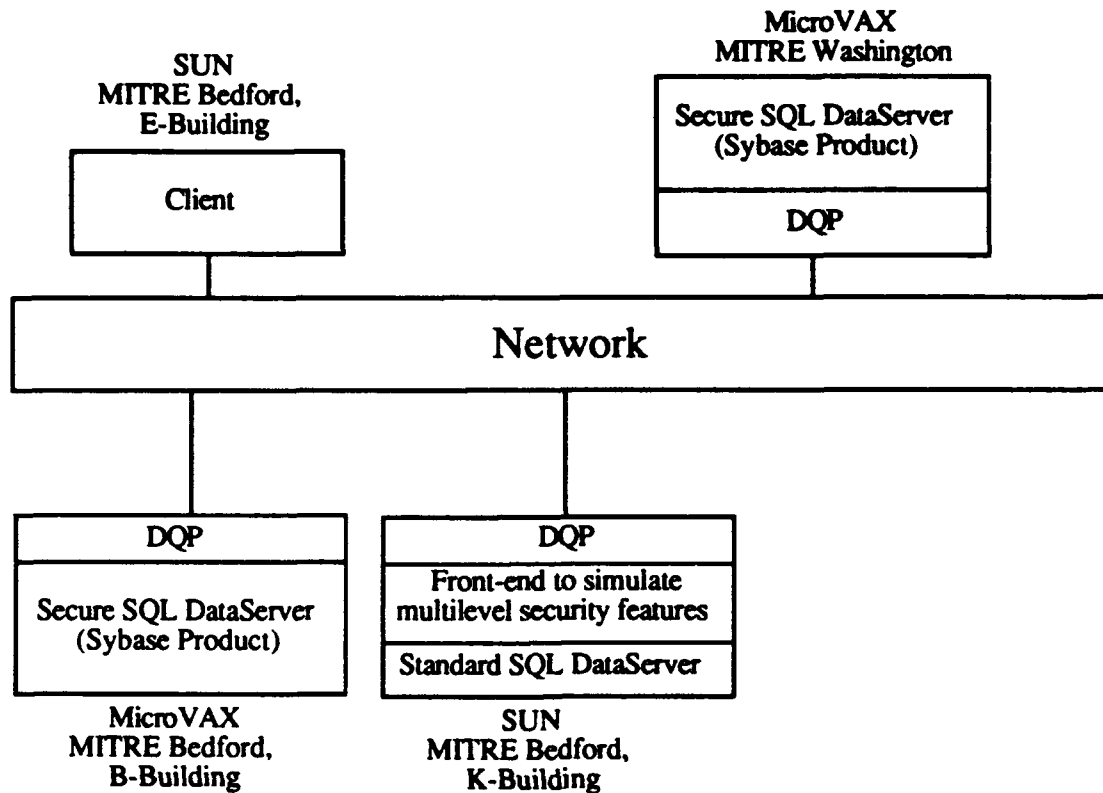 SUN
MITRE Bedford,
E-Building
Client
MicroVAX
MITRE Washington
Secure SQL DataServer
(Sybase Product)
DQP
Network
DQP
Secure SQL DataServer
(Sybase Product)
MicroVAX
MITRE Bedford,
B-Building
DQP
Front-end to simulate
multilevel security features
Standard SQL DataServer
SUN
MITRE Bedford,
K-Building